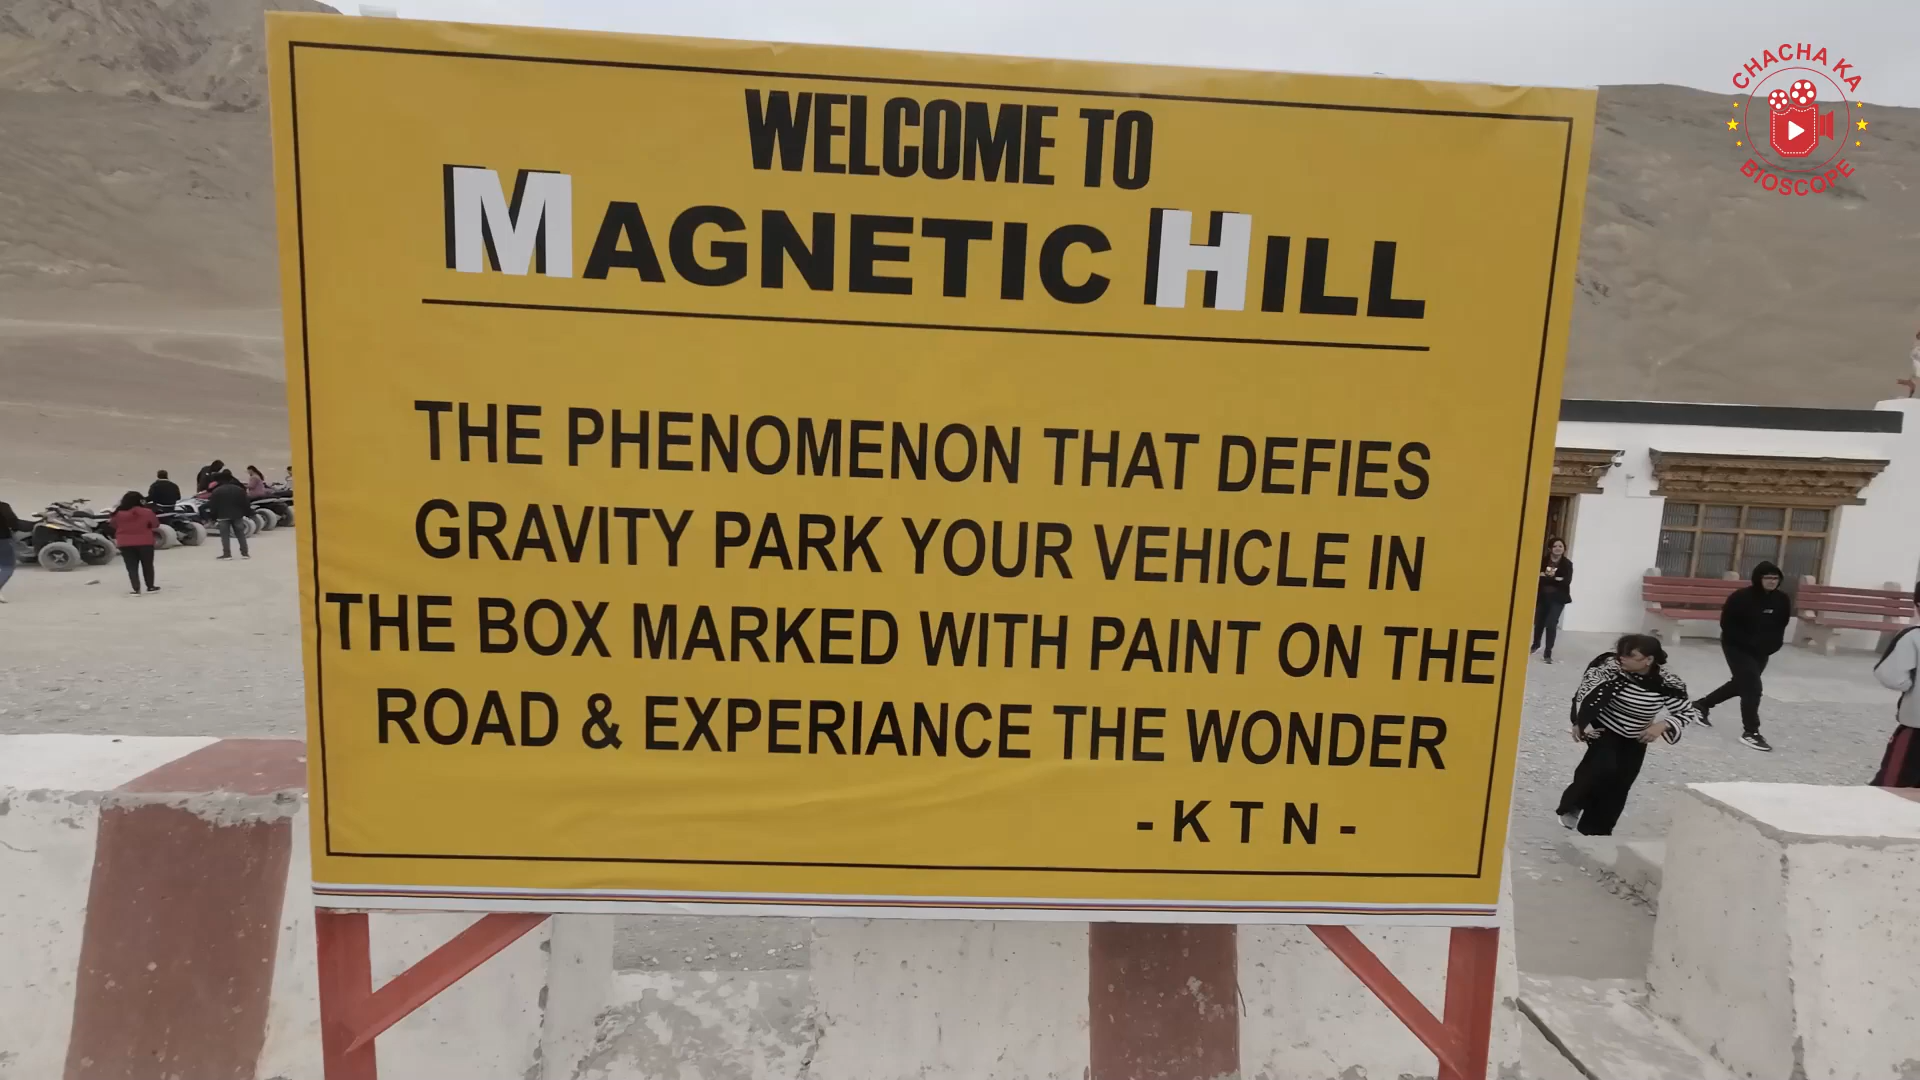 WELCOME TO
MAGNETIC HILL
THE PHENOMENON THAT DEFIES
GRAVITY PARK YOUR VEHICLE IN
THE BOX MARKED WITH PAINT ON THE
ROAD & EXPERIANCE THE WONDER
- K T N -
CHACHA KA
BIOSCOPE